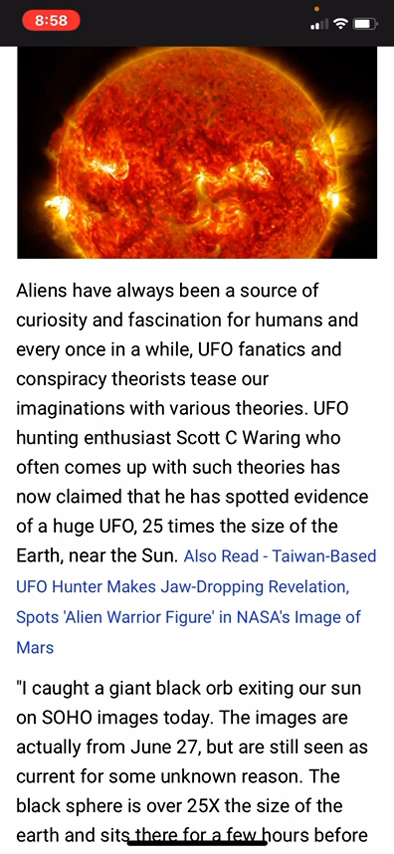 8:58
Aliens have always been a source of
curiosity and fascination for humans and
every once in a while, UFO fanatics and
conspiracy theorists tease our
imaginations with various theories. UFO
hunting enthusiast Scott C Waring who
often comes up with such theories has
now claimed that he has spotted evidence
of a huge UFO, 25 times the size of the
Earth, near the Sun. Also Read - Taiwan-Based
UFO Hunter Makes Jaw-Dropping Revelation,
Spots 'Alien Warrior Figure' in NASA's Image of
Mars
"I caught a giant black orb exiting our sun
on SOHO images today. The images are
actually from June 27, but are still seen as
current for some unknown reason. The
black sphere is over 25X the size of the
earth and sits there for a few hours before